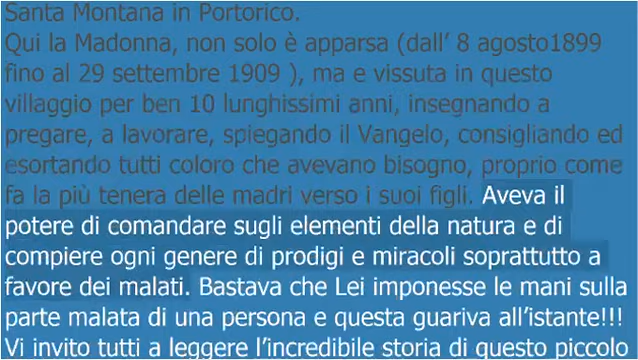 Santa Montana in Portorico.
Qui la Madonna, non solo è apparsa (dall' 8 agosto1899
fino al 29 settembre 1909 ), ma e vissuta in questo
villaggio per ben 10 lunghissimi anni, insegnando a
pregare, a lavorare, spiegando il Vangelo, consigliando ed
esortando tutti coloro che avevano bisogno, proprio come
fa la più tenera delle madri verso i suoi figli. Aveva il
potere di comandare sugli elementi della natura e di
compiere ogni genere di prodigi e miracoli soprattutto a
favore dei malati. Bastava che Lei imponesse le mani sulla
parte malata di una persona e questa guariva all'istante!!!
Vi invito tutti a leggere l'incredibile storia di questo piccolo